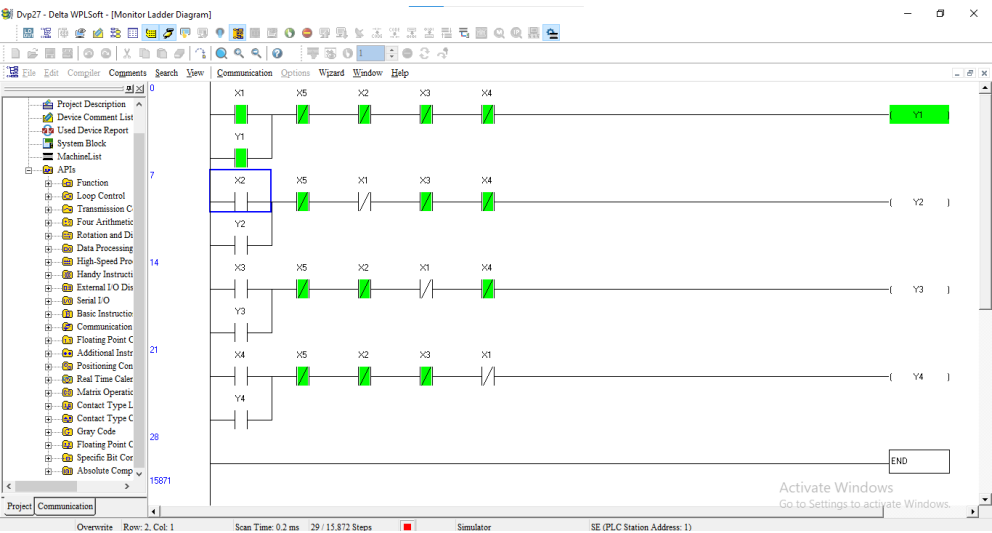 Dvp27 - Delta WPLSoft - [Monitor Ladder Diagram]
1
File Edit Compiler Comments Search View Communication Options Wizard Window Help
Project Description
Device Comment List
Used Device Report
System Block
MachineList
APIs
Function
Loop Control
Transmission C
Four Arithmetic
Rotation and Di
Data Processing
High-Speed Pro
Handy Instructi
External I/O Dis
Serial I/O
Basic Instructio
Communication
Floating Point C
Additional Instr
Positioning Con
Real Time Caler
Matrix Operatio
Contact Type L
Contact Type C
Gray Code
Floating Point C
Specific Bit Cor
Absolute Comp
Project Communication
0
X1 X5 X2 X3 X4
Y1
Y1
7
X2 X5 X1 X3 X4
Y2
Y2
14
X3 X5 X2 X1 X4
Y3
Y3
21
X4 X5 X2 X3 X1
Y4
Y4
28
END
15871
Activate Windows
Go to Settings to activate Windows.
Overwrite Row: 2, Col: 1 Scan Time: 0.2 ms 29 / 15,872 Steps Simulator SE (PLC Station Address: 1)